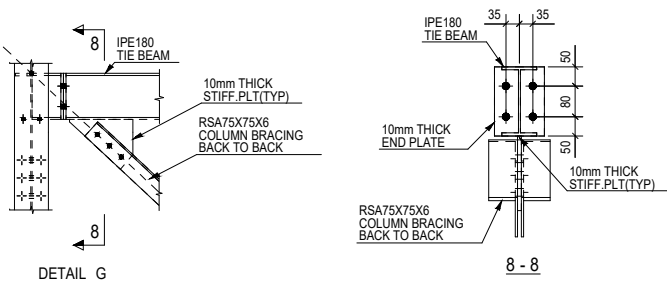 8
IPE180
TIE BEAM
10mm THICK
STIFF.PLT(TYP)
RSA75X75X6
COLUMN BRACING
BACK TO BACK
8
DETAIL G
35
35
IPE180
TIE BEAM
50
80
50
10mm THICK
END PLATE
10mm THICK
STIFF.PLT(TYP)
RSA75X75X6
COLUMN BRACING
BACK TO BACK
8 - 8